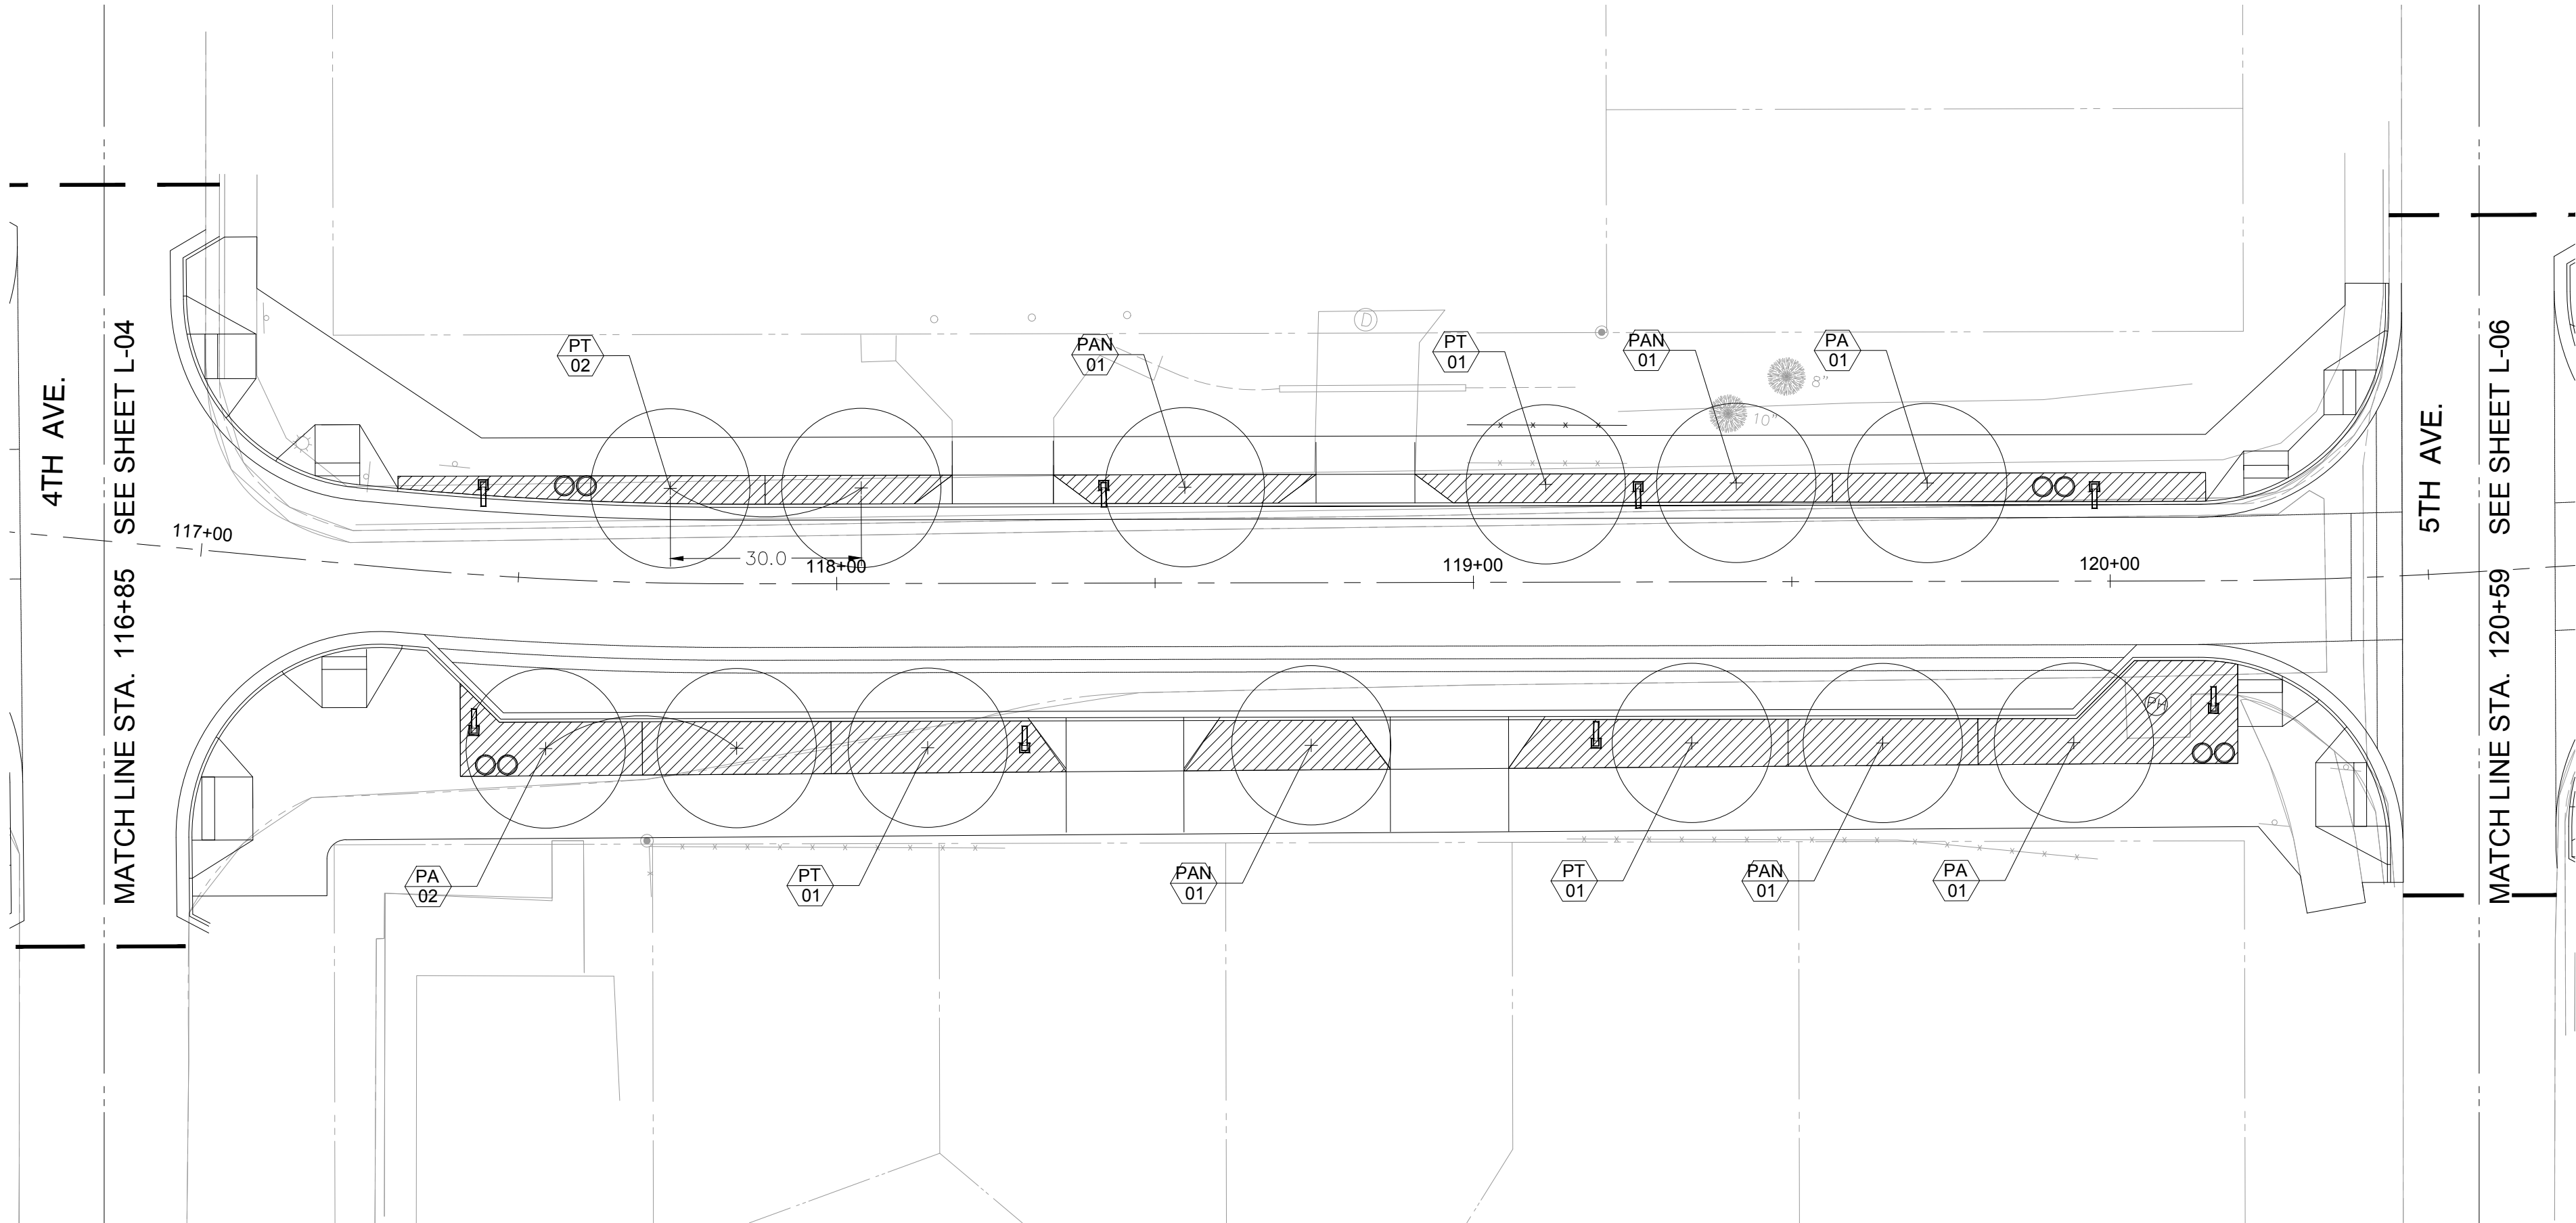 4TH AVE.
MATCH LINE STA. 116+85 SEE SHEET L-04
PT
02
PAN
01
D
PT
01
PAN
01
PA
01
8"
10"
117+00
30.0
118+00
119+00
120+00
PH
PA
02
PT
01
PAN
01
PT
01
PAN
01
PA
01
5TH AVE.
MATCH LINE STA. 120+59 SEE SHEET L-06